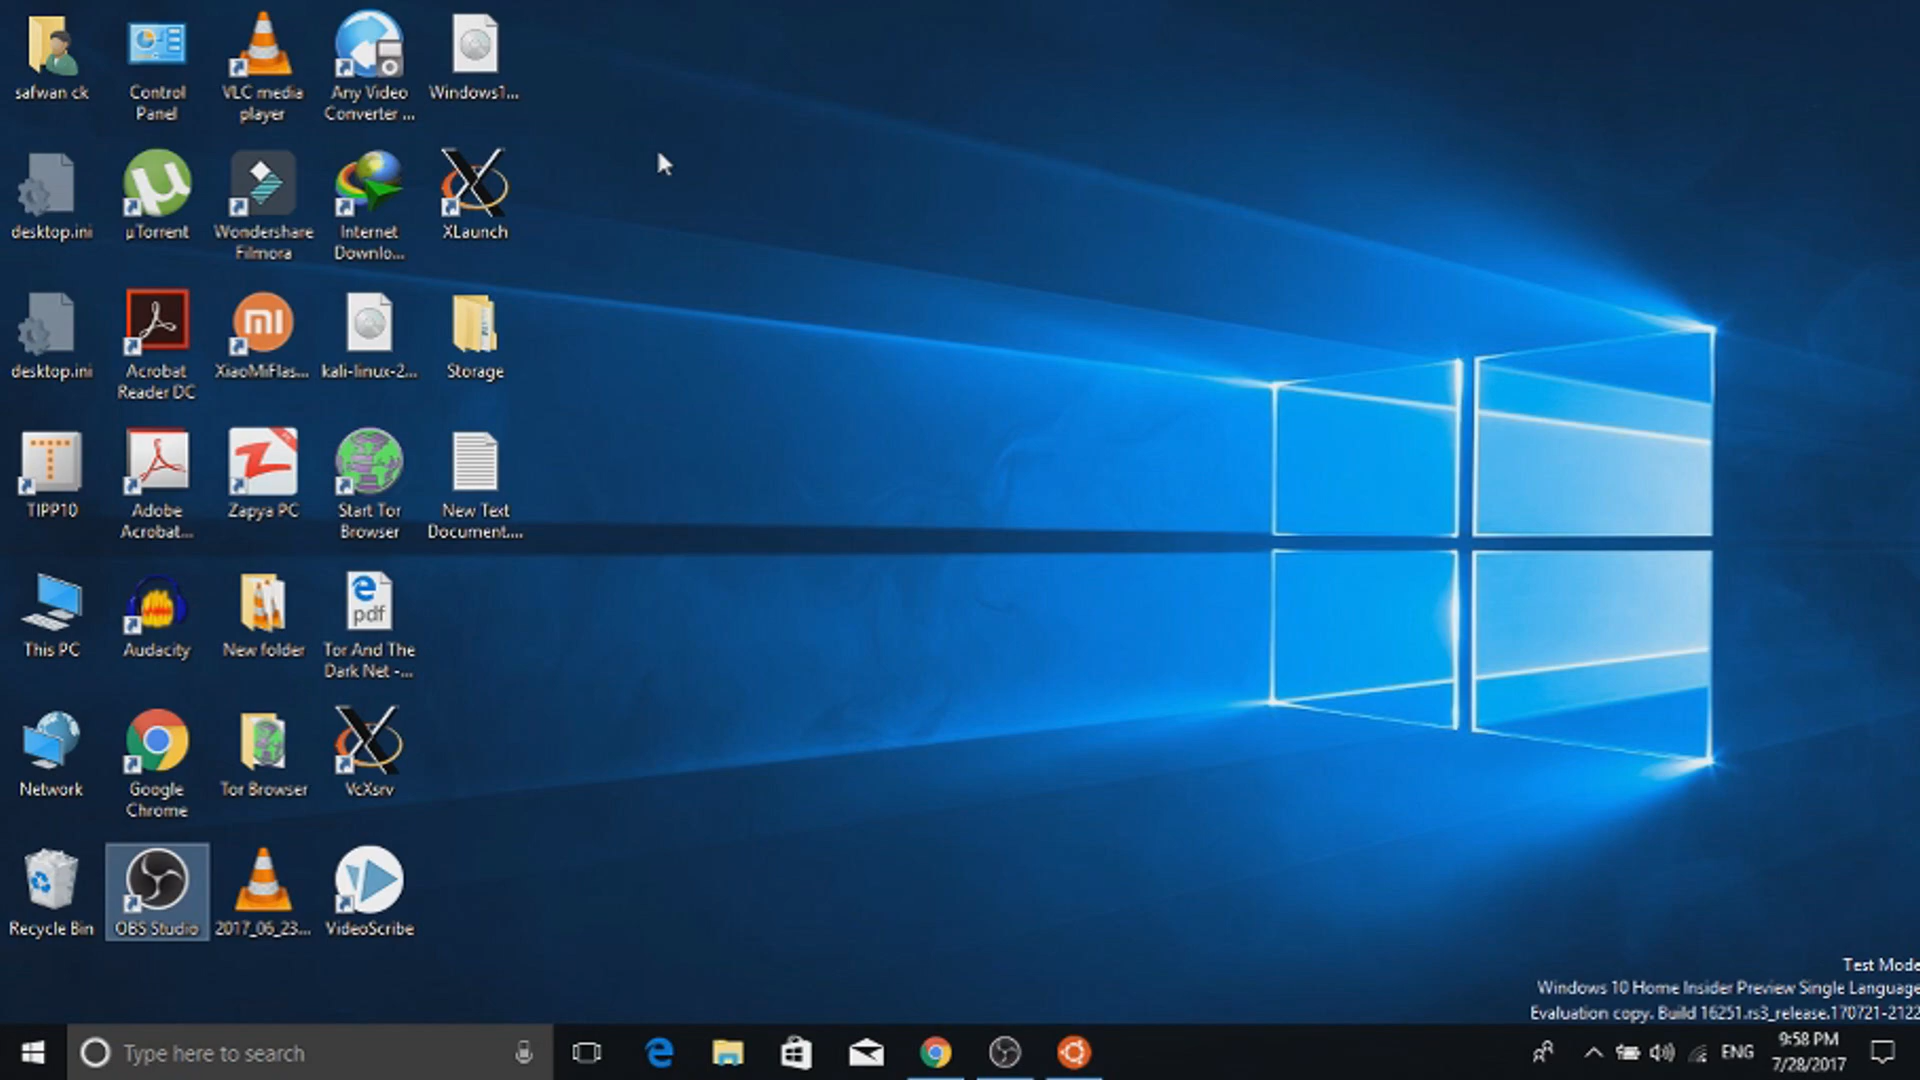 safwan ck
Control
Panel
VLC media
player
Any Video
Converter ...
Windows1...
desktop.ini
µTorrent
Wondershare
Filmora
Internet
Downlo...
XLaunch
desktop.ini
Acrobat
Reader DC
mi
XiaoMiFlas...
kali-linux-2...
Storage
TIPP10
Adobe
Acrobat...
Zapya PC
Start Tor
Browser
New Text
Document....
This PC
Audacity
New folder
pdf
Tor And The
Dark Net -...
Network
Google
Chrome
Tor Browser
VcXsrv
Recycle Bin
OBS Studio
2017_06_23...
VideoScribe
Test Mode
Windows 10 Home Insider Preview Single Language
Evaluation copy. Build 16251.rs3_release.170721-2122
Type here to search
ENG
9:58 PM
7/28/2017